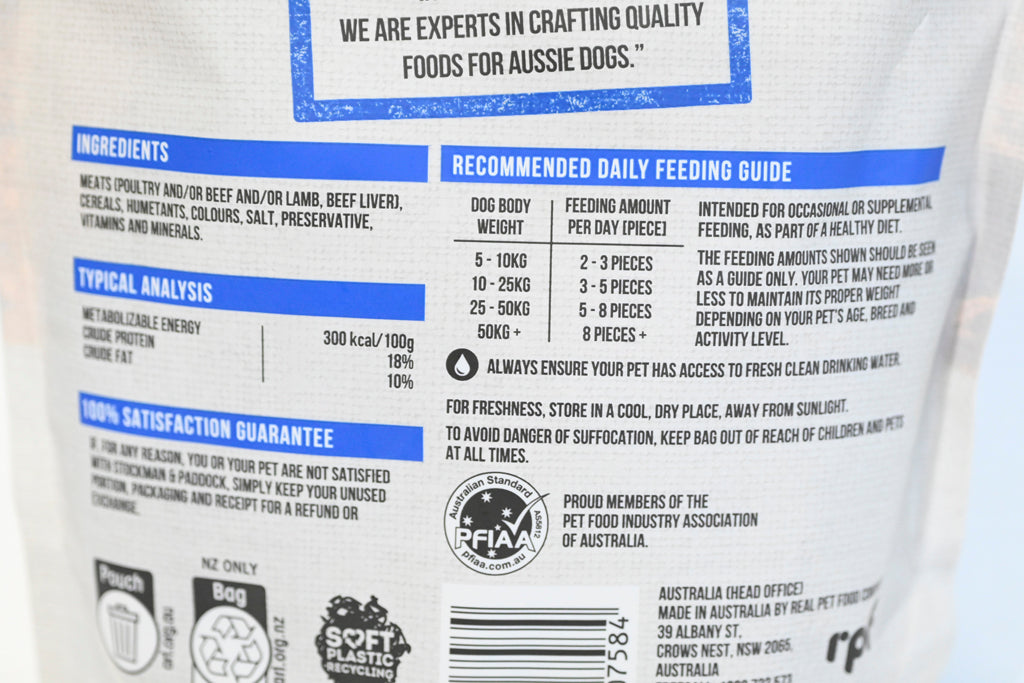 WE ARE EXPERTS IN CRAFTING QUALITY
FOODS FOR AUSSIE DOGS.”
INGREDIENTS
MEATS (POULTRY AND/OR BEEF AND/OR LAMB, BEEF LIVER),
CEREALS, HUMETANTS, COLOURS, SALT, PRESERVATIVE,
VITAMINS AND MINERALS.
TYPICAL ANALYSIS
METABOLIZABLE ENERGY 300 kcal/100g
CRUDE PROTEIN 18%
CRUDE FAT 10%
100% SATISFACTION GUARANTEE
IF FOR ANY REASON, YOU OR YOUR PET ARE NOT SATISFIED
WITH STOCKMAN & PADDOCK, SIMPLY KEEP YOUR UNUSED
PORTION, PACKAGING AND RECEIPT FOR A REFUND OR
EXCHANGE.
Pouch
arl.org.au
NZ ONLY
Bag
arl.org.nz
SOFT
PLASTIC
RECYCLING
RECOMMENDED DAILY FEEDING GUIDE
DOG BODY WEIGHT FEEDING AMOUNT PER DAY (PIECE)
5 - 10KG 2 - 3 PIECES
10 - 25KG 3 - 5 PIECES
25 - 50KG 5 - 8 PIECES
50KG + 8 PIECES +
INTENDED FOR OCCASIONAL OR SUPPLEMENTAL
FEEDING, AS PART OF A HEALTHY DIET.
THE FEEDING AMOUNTS SHOWN SHOULD BE SEEN
AS A GUIDE ONLY. YOUR PET MAY NEED MORE OR
LESS TO MAINTAIN ITS PROPER WEIGHT
DEPENDING ON YOUR PET'S AGE, BREED AND
ACTIVITY LEVEL.
ALWAYS ENSURE YOUR PET HAS ACCESS TO FRESH CLEAN DRINKING WATER.
FOR FRESHNESS, STORE IN A COOL, DRY PLACE, AWAY FROM SUNLIGHT.
TO AVOID DANGER OF SUFFOCATION, KEEP BAG OUT OF REACH OF CHILDREN AND PETS
AT ALL TIMES.
Australian Standard
AS5812
PFIAA
pfiaa.com.au
PROUD MEMBERS OF THE
PET FOOD INDUSTRY ASSOCIATION
OF AUSTRALIA.
07584
AUSTRALIA (HEAD OFFICE)
MADE IN AUSTRALIA BY REAL PET FOOD
39 ALBANY ST,
CROWS NEST, NSW 2065,
AUSTRALIA